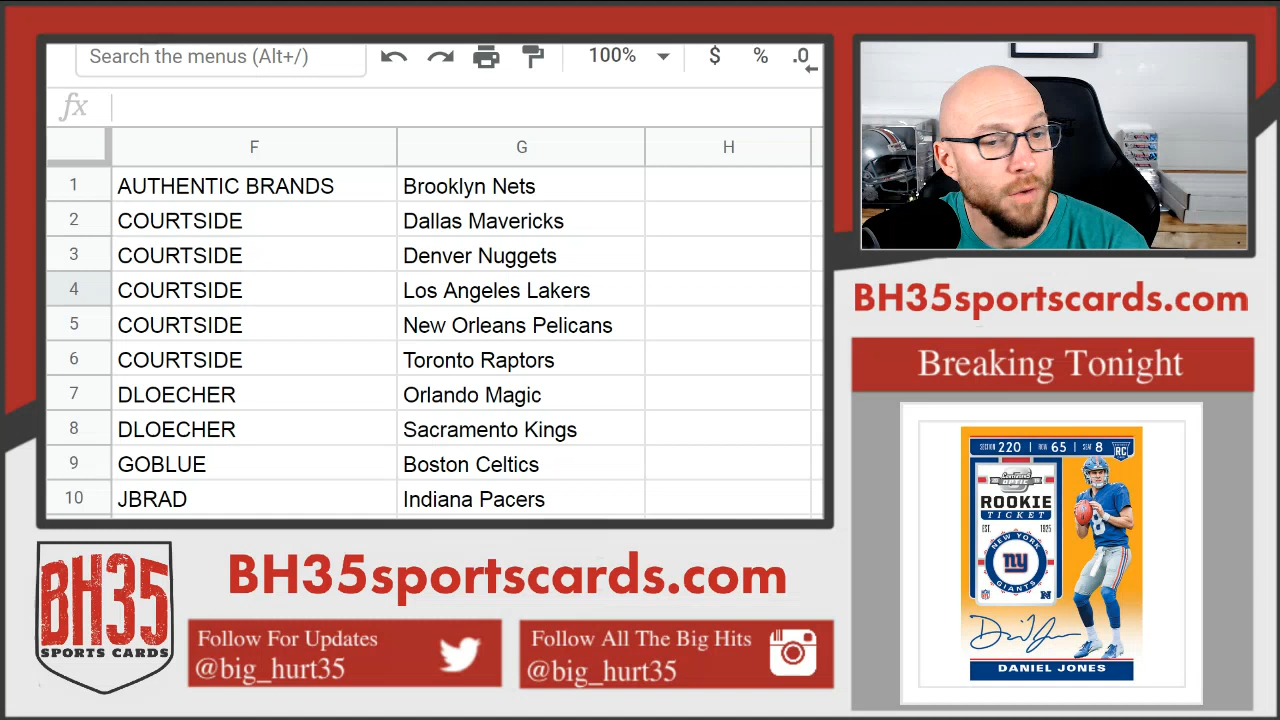 Search the menus (Alt+/)
100%
$ % .0
fx
F G H
1 AUTHENTIC BRANDS Brooklyn Nets
2 COURTSIDE Dallas Mavericks
3 COURTSIDE Denver Nuggets
4 COURTSIDE Los Angeles Lakers
5 COURTSIDE New Orleans Pelicans
6 COURTSIDE Toronto Raptors
7 DLOECHER Orlando Magic
8 DLOECHER Sacramento Kings
9 GOBLUE Boston Celtics
10 JBRAD Indiana Pacers
BH35sportscards.com
Breaking Tonight
SECTION 220 ROW 65 SEAT 8 RC
OPTIC
ROOKIE
TICKET
EST. 1925
NEW YORK
ny
GIANTS
DANIEL JONES
BH35
SPORTS CARDS
BH35sportscards.com
Follow For Updates
@big_hurt35
Follow All The Big Hits
@big_hurt35